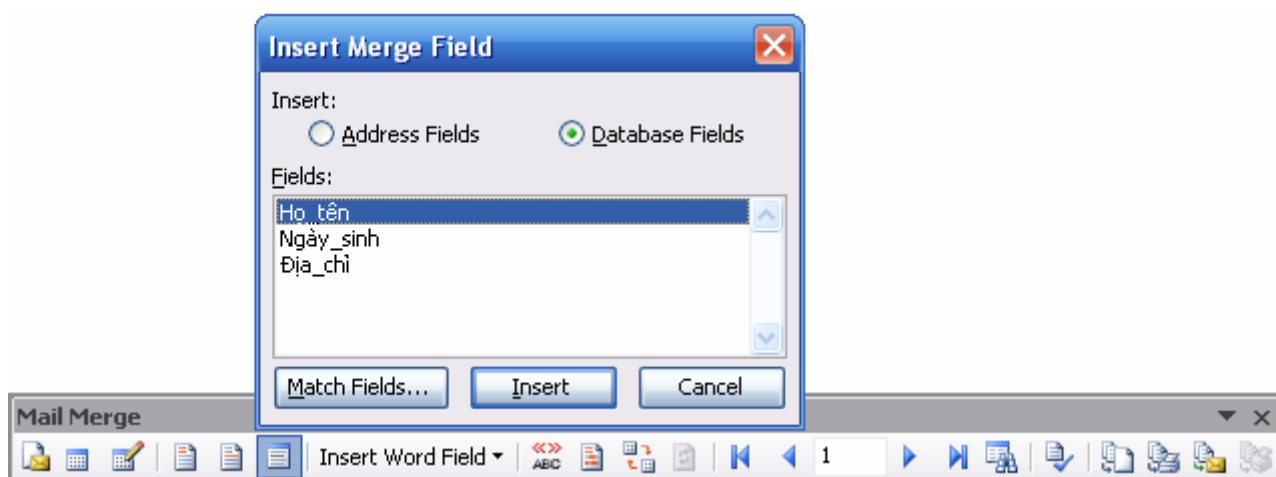 Insert Merge Field
Insert:
Address Fields Database Fields
Fields:
Họ_tên
Ngày_sinh
Địa_chỉ
Match Fields... Insert Cancel
Mail Merge
Insert Word Field «» ABC 1